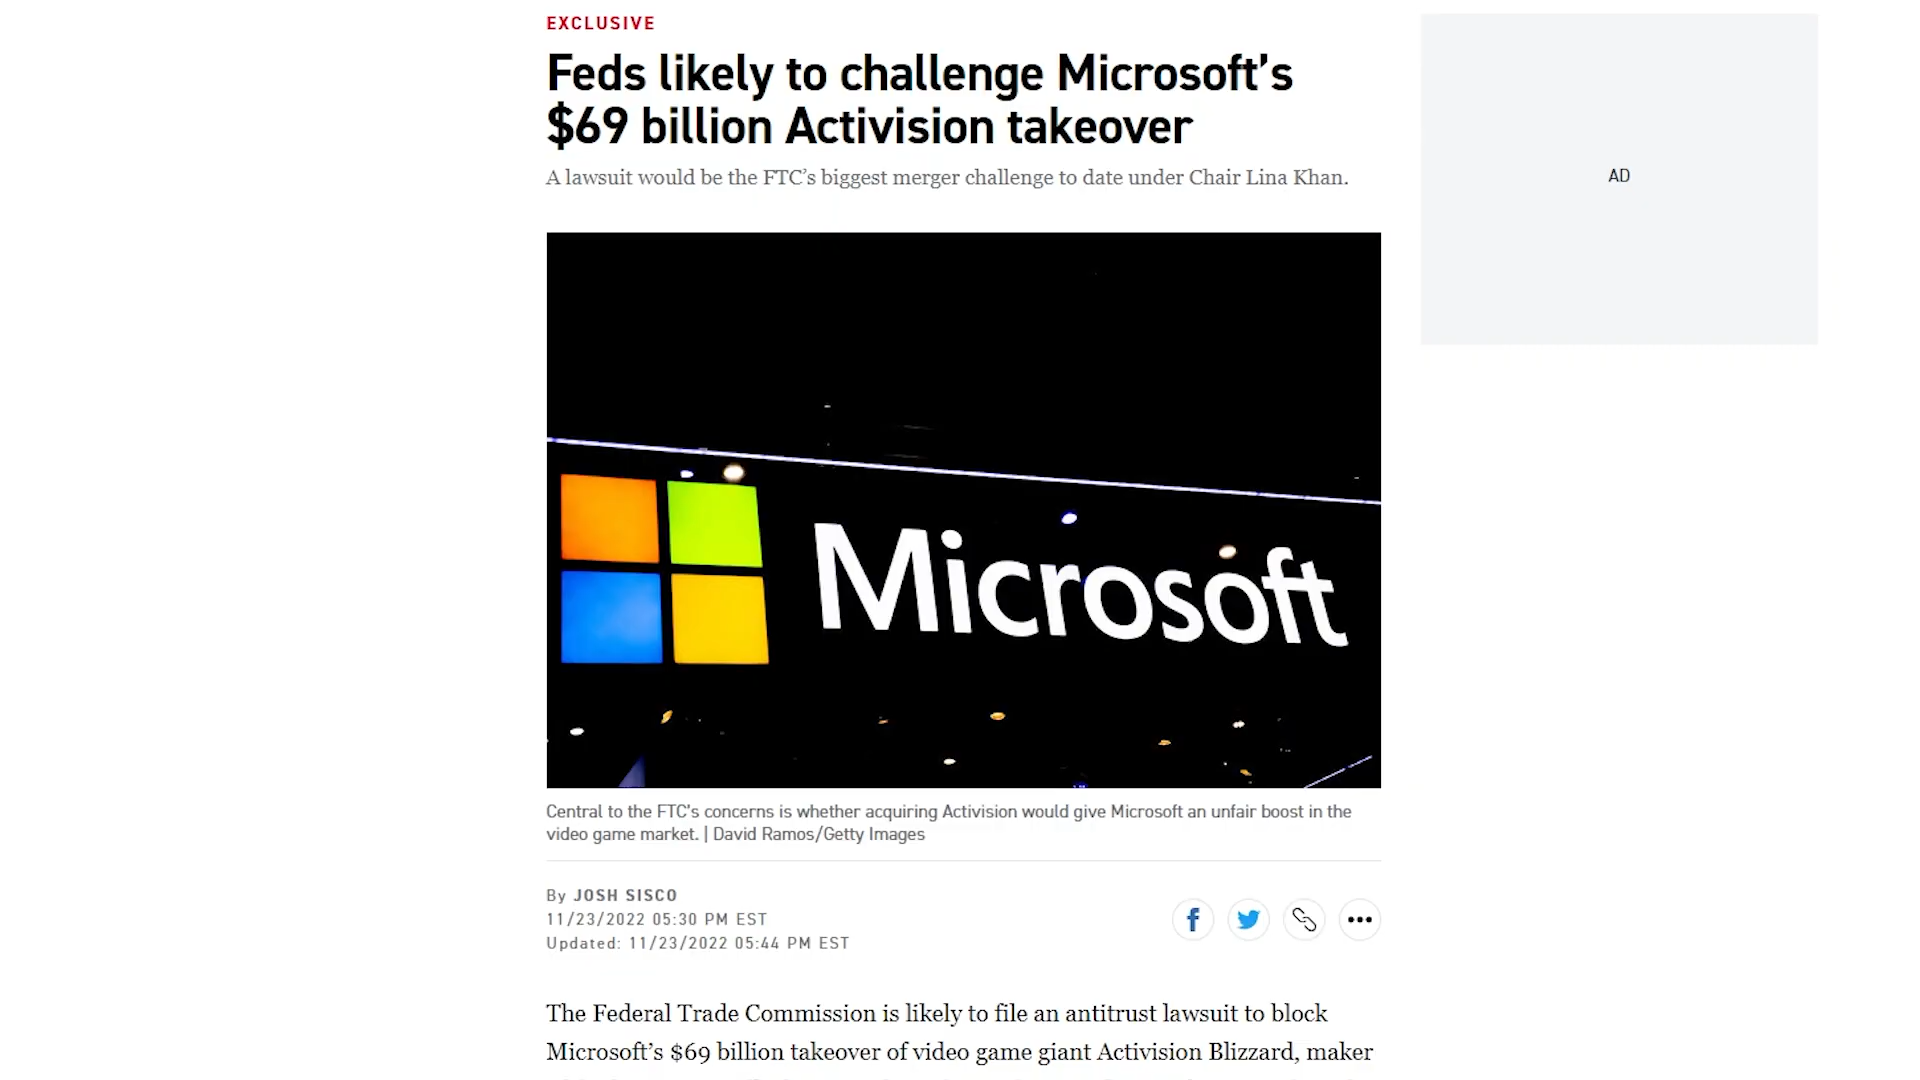 EXCLUSIVE
Feds likely to challenge Microsoft’s
$69 billion Activision takeover
A lawsuit would be the FTC’s biggest merger challenge to date under Chair Lina Khan.
AD
Microsoft
Central to the FTC’s concerns is whether acquiring Activision would give Microsoft an unfair boost in the
video game market. | David Ramos/Getty Images
By JOSH SISCO
11/23/2022 05:30 PM EST
Updated: 11/23/2022 05:44 PM EST
The Federal Trade Commission is likely to file an antitrust lawsuit to block
Microsoft’s $69 billion takeover of video game giant Activision Blizzard, maker